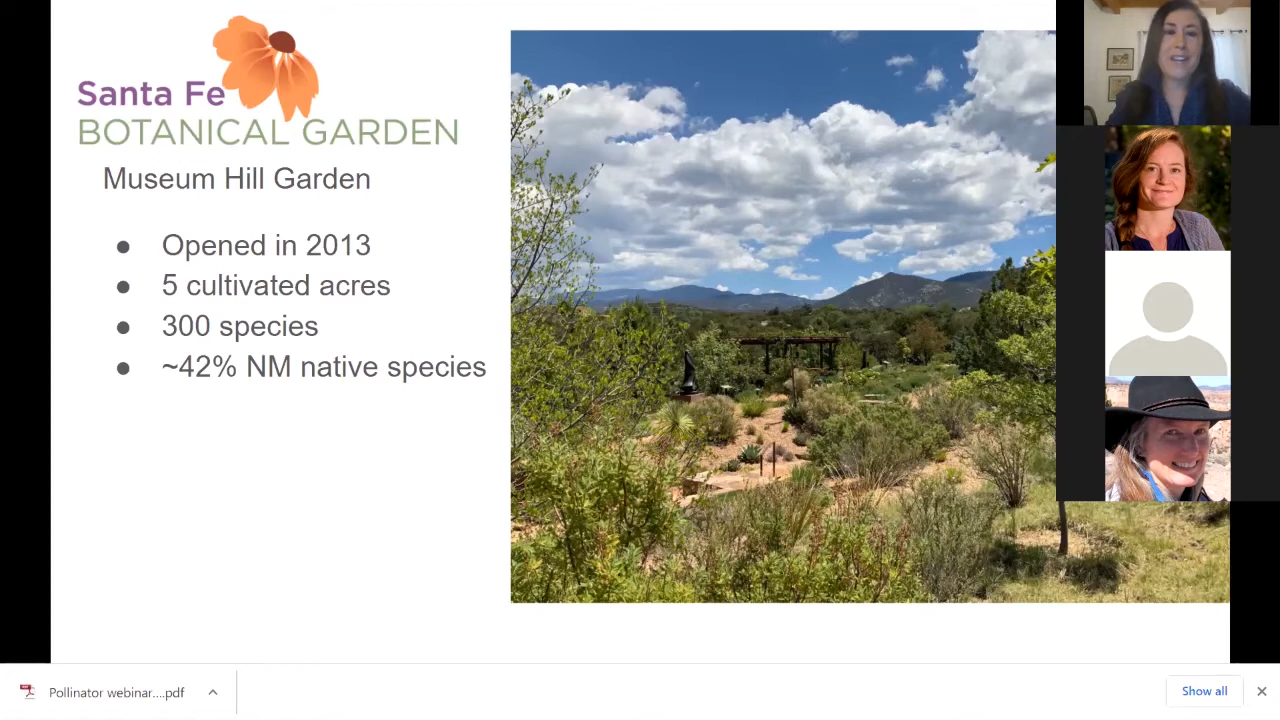 Santa Fe
BOTANICAL GARDEN
Museum Hill Garden
● Opened in 2013
● 5 cultivated acres
● 300 species
● ~42% NM native species
Pollinator webinar....pdf
Show all